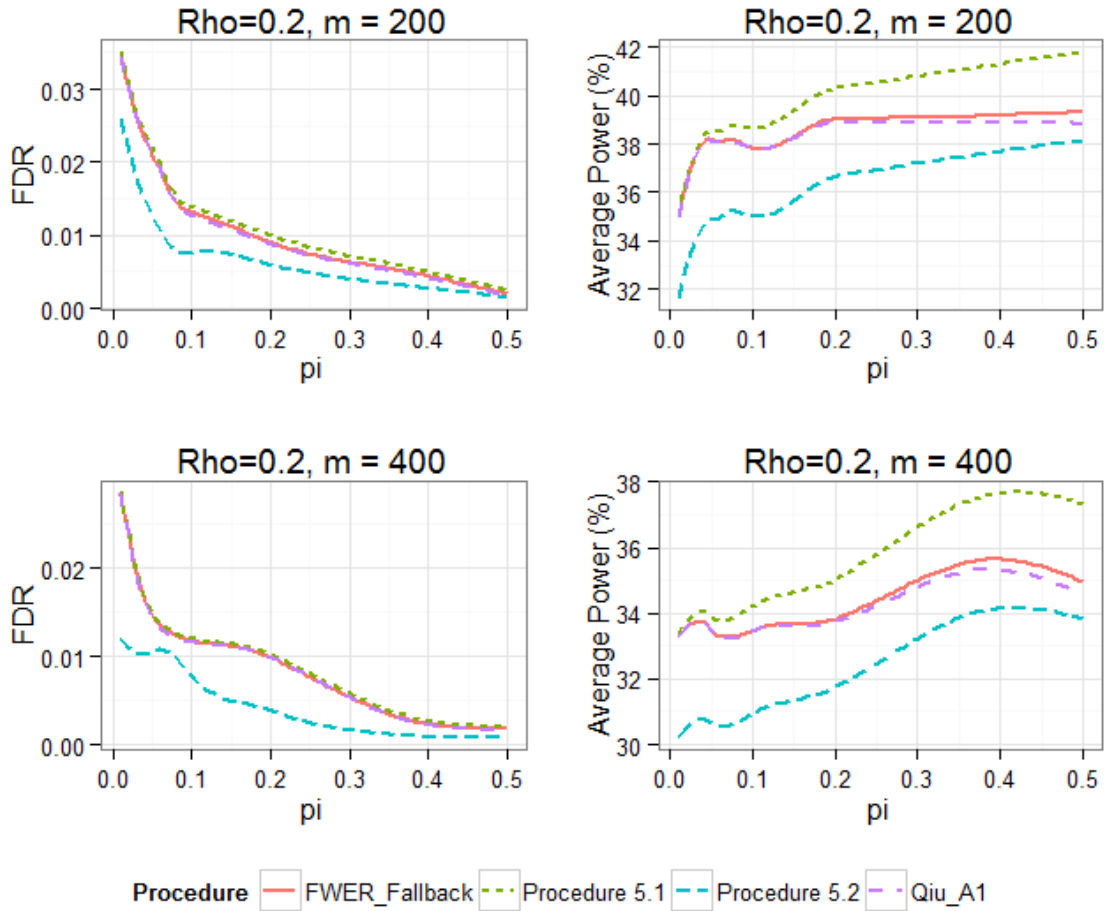 Rho=0.2, m = 200
FDR
0.03
0.02
0.01
0.00
0.0 0.1 0.2 0.3 0.4 0.5
pi
Rho=0.2, m = 200
Average Power (%)
42
40
38
36
34
32
0.0 0.1 0.2 0.3 0.4 0.5
pi
Rho=0.2, m = 400
FDR
0.02
0.01
0.00
0.0 0.1 0.2 0.3 0.4 0.5
pi
Rho=0.2, m = 400
Average Power (%)
38
36
34
32
30
0.0 0.1 0.2 0.3 0.4 0.5
pi
Procedure FWER_Fallback Procedure 5.1 Procedure 5.2 Qiu_A1